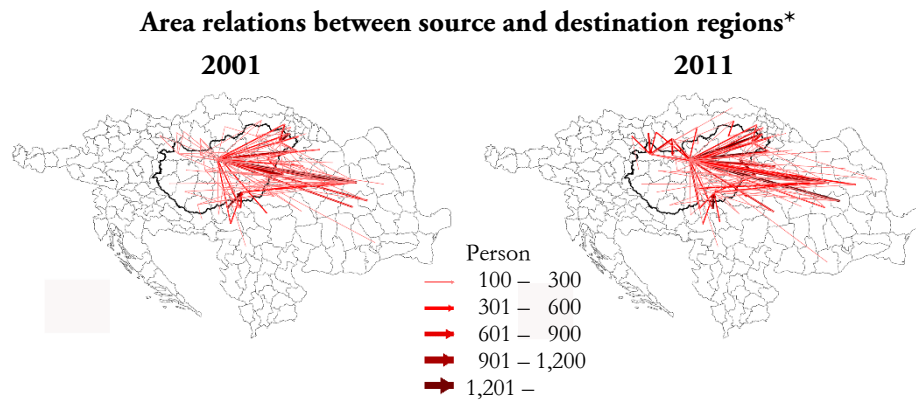 Area relations between source and destination regions*
2001
2011
Person
100 – 300
301 – 600
601 – 900
901 – 1,200
1,201 –